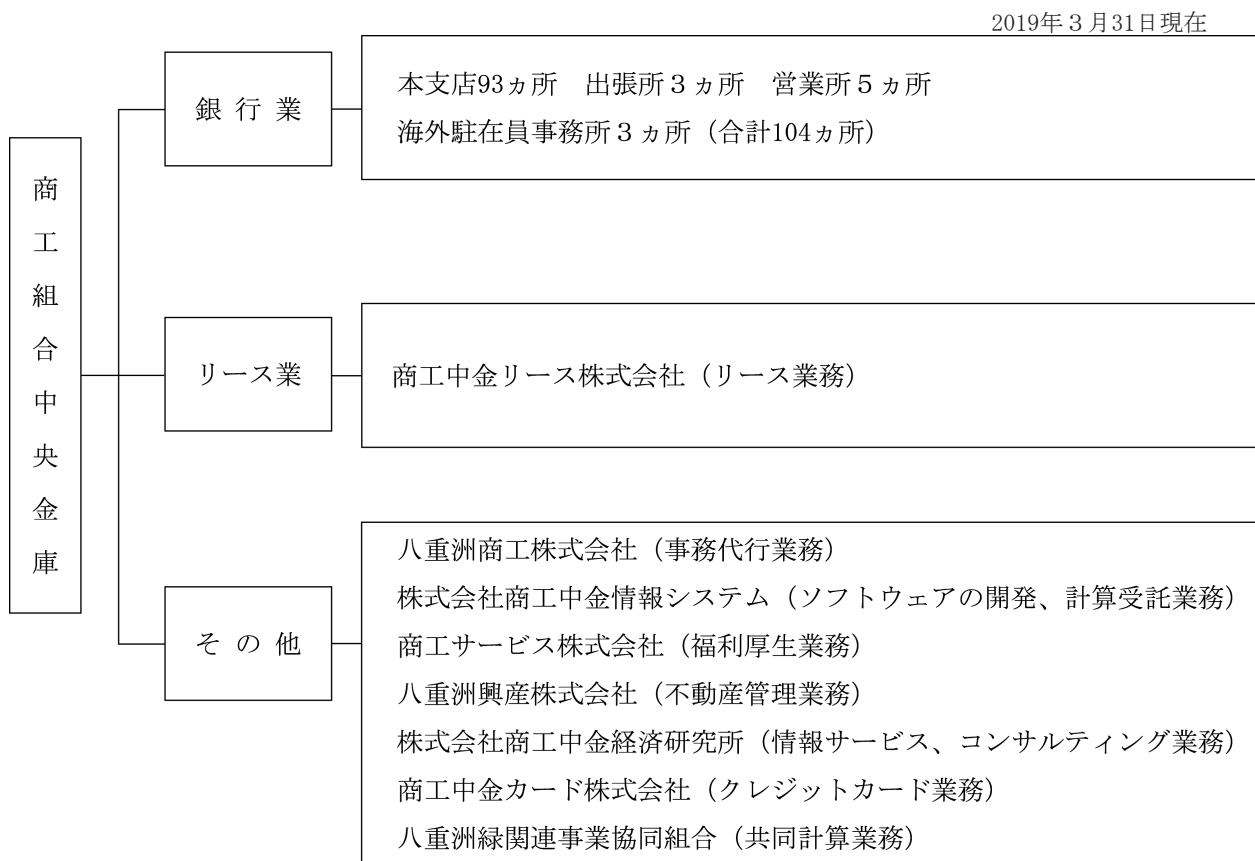 2019年３月31日現在
商工組合中央金庫
銀行業
本支店93ヵ所　出張所３ヵ所　営業所５ヵ所
海外駐在員事務所３ヵ所（合計104ヵ所）
リース業
商工中金リース株式会社（リース業務）
その他
八重洲商工株式会社（事務代行業務）
株式会社商工中金情報システム（ソフトウェアの開発、計算受託業務）
商工サービス株式会社（福利厚生業務）
八重洲興産株式会社（不動産管理業務）
株式会社商工中金経済研究所（情報サービス、コンサルティング業務）
商工中金カード株式会社（クレジットカード業務）
八重洲緑関連事業協同組合（共同計算業務）